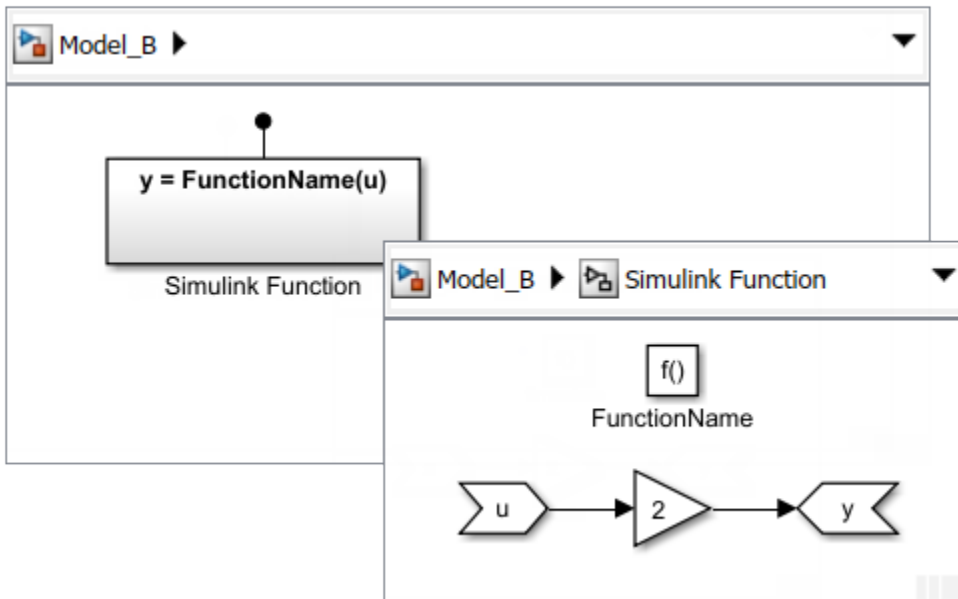 Model_B
y = FunctionName(u)
Simulink Function
Model_B Simulink Function
f()
FunctionName
u 2 y